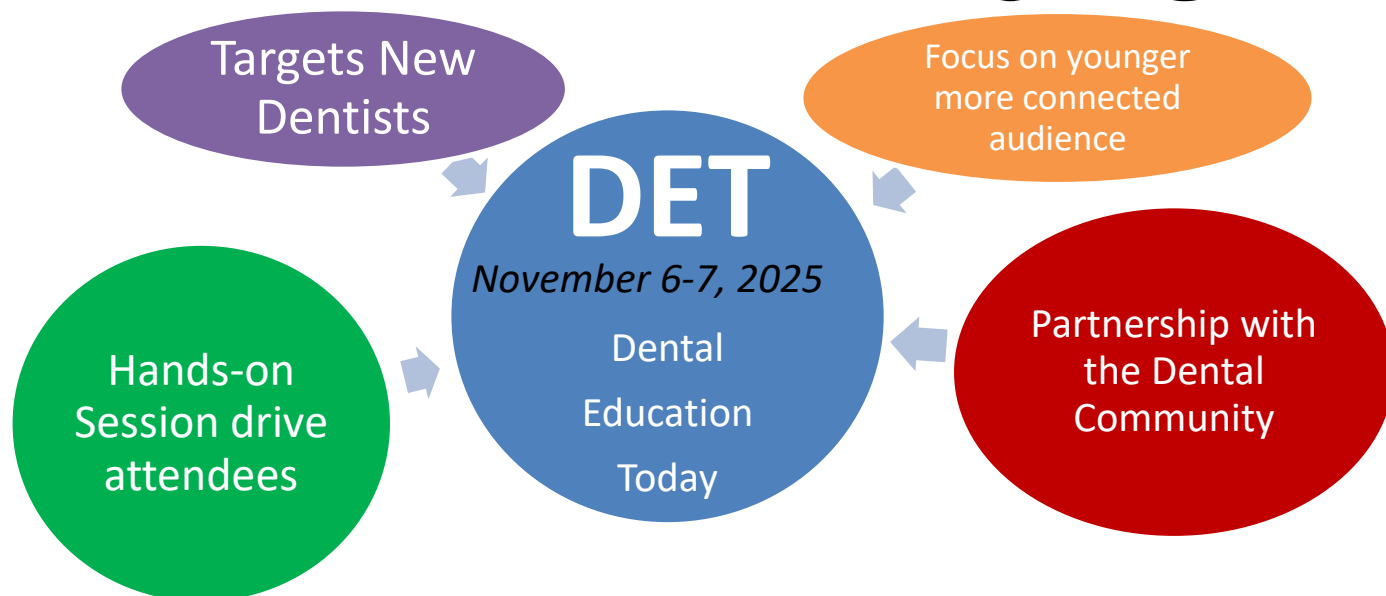 Targets New
Dentists
Focus on younger
more connected
audience
DET
November 6-7, 2025
Dental
Education
Today
Hands-on
Session drive
attendees
Partnership with
the Dental
Community